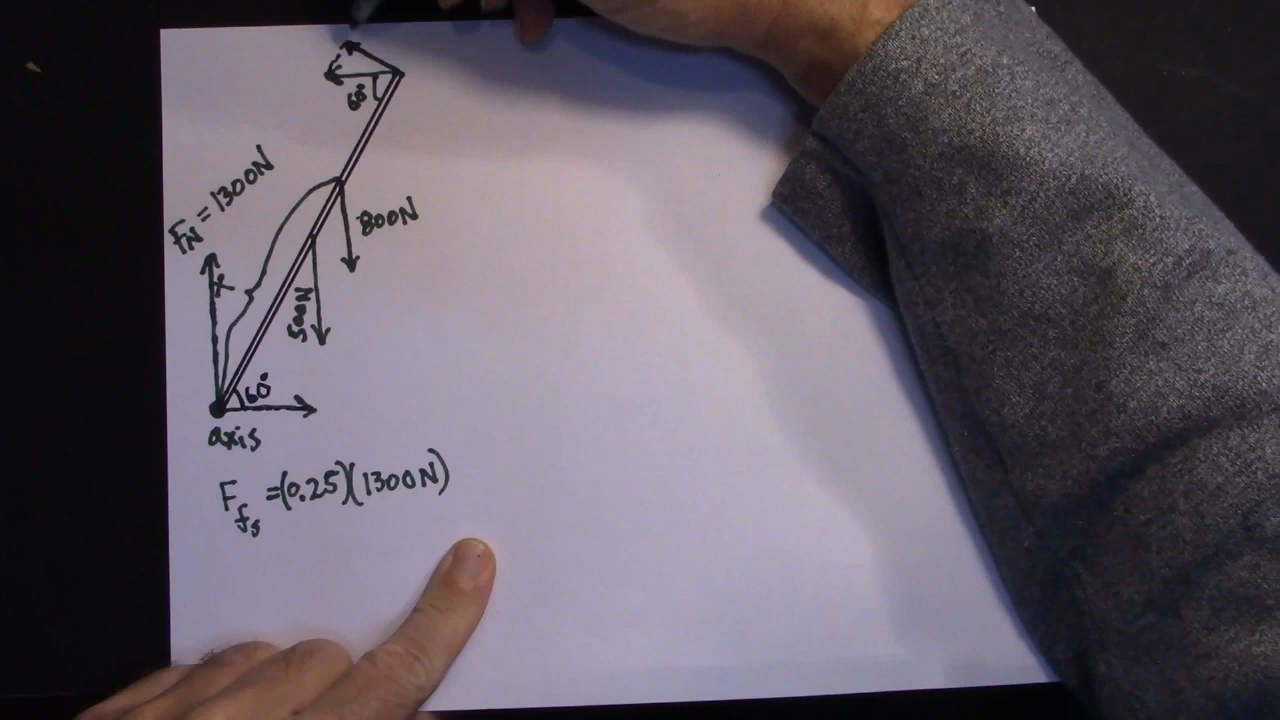 60°
F_N = 1300N
800N
x
500N
60°
axis
F_fs = (0.25)(1300N)